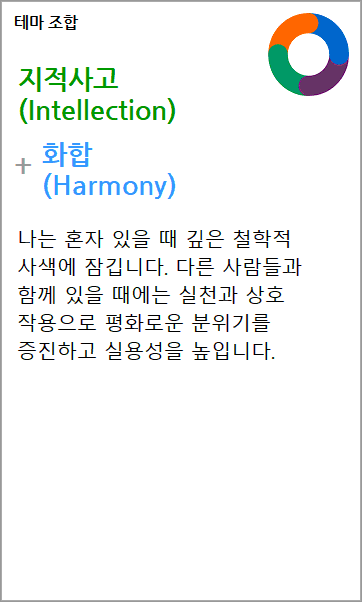 테마 조합
지적사고
(Intellection)
+ 화합
(Harmony)
나는 혼자 있을 때 깊은 철학적
사색에 잠깁니다. 다른 사람들과
함께 있을 때에는 실천과 상호
작용으로 평화로운 분위기를
증진하고 실용성을 높입니다.